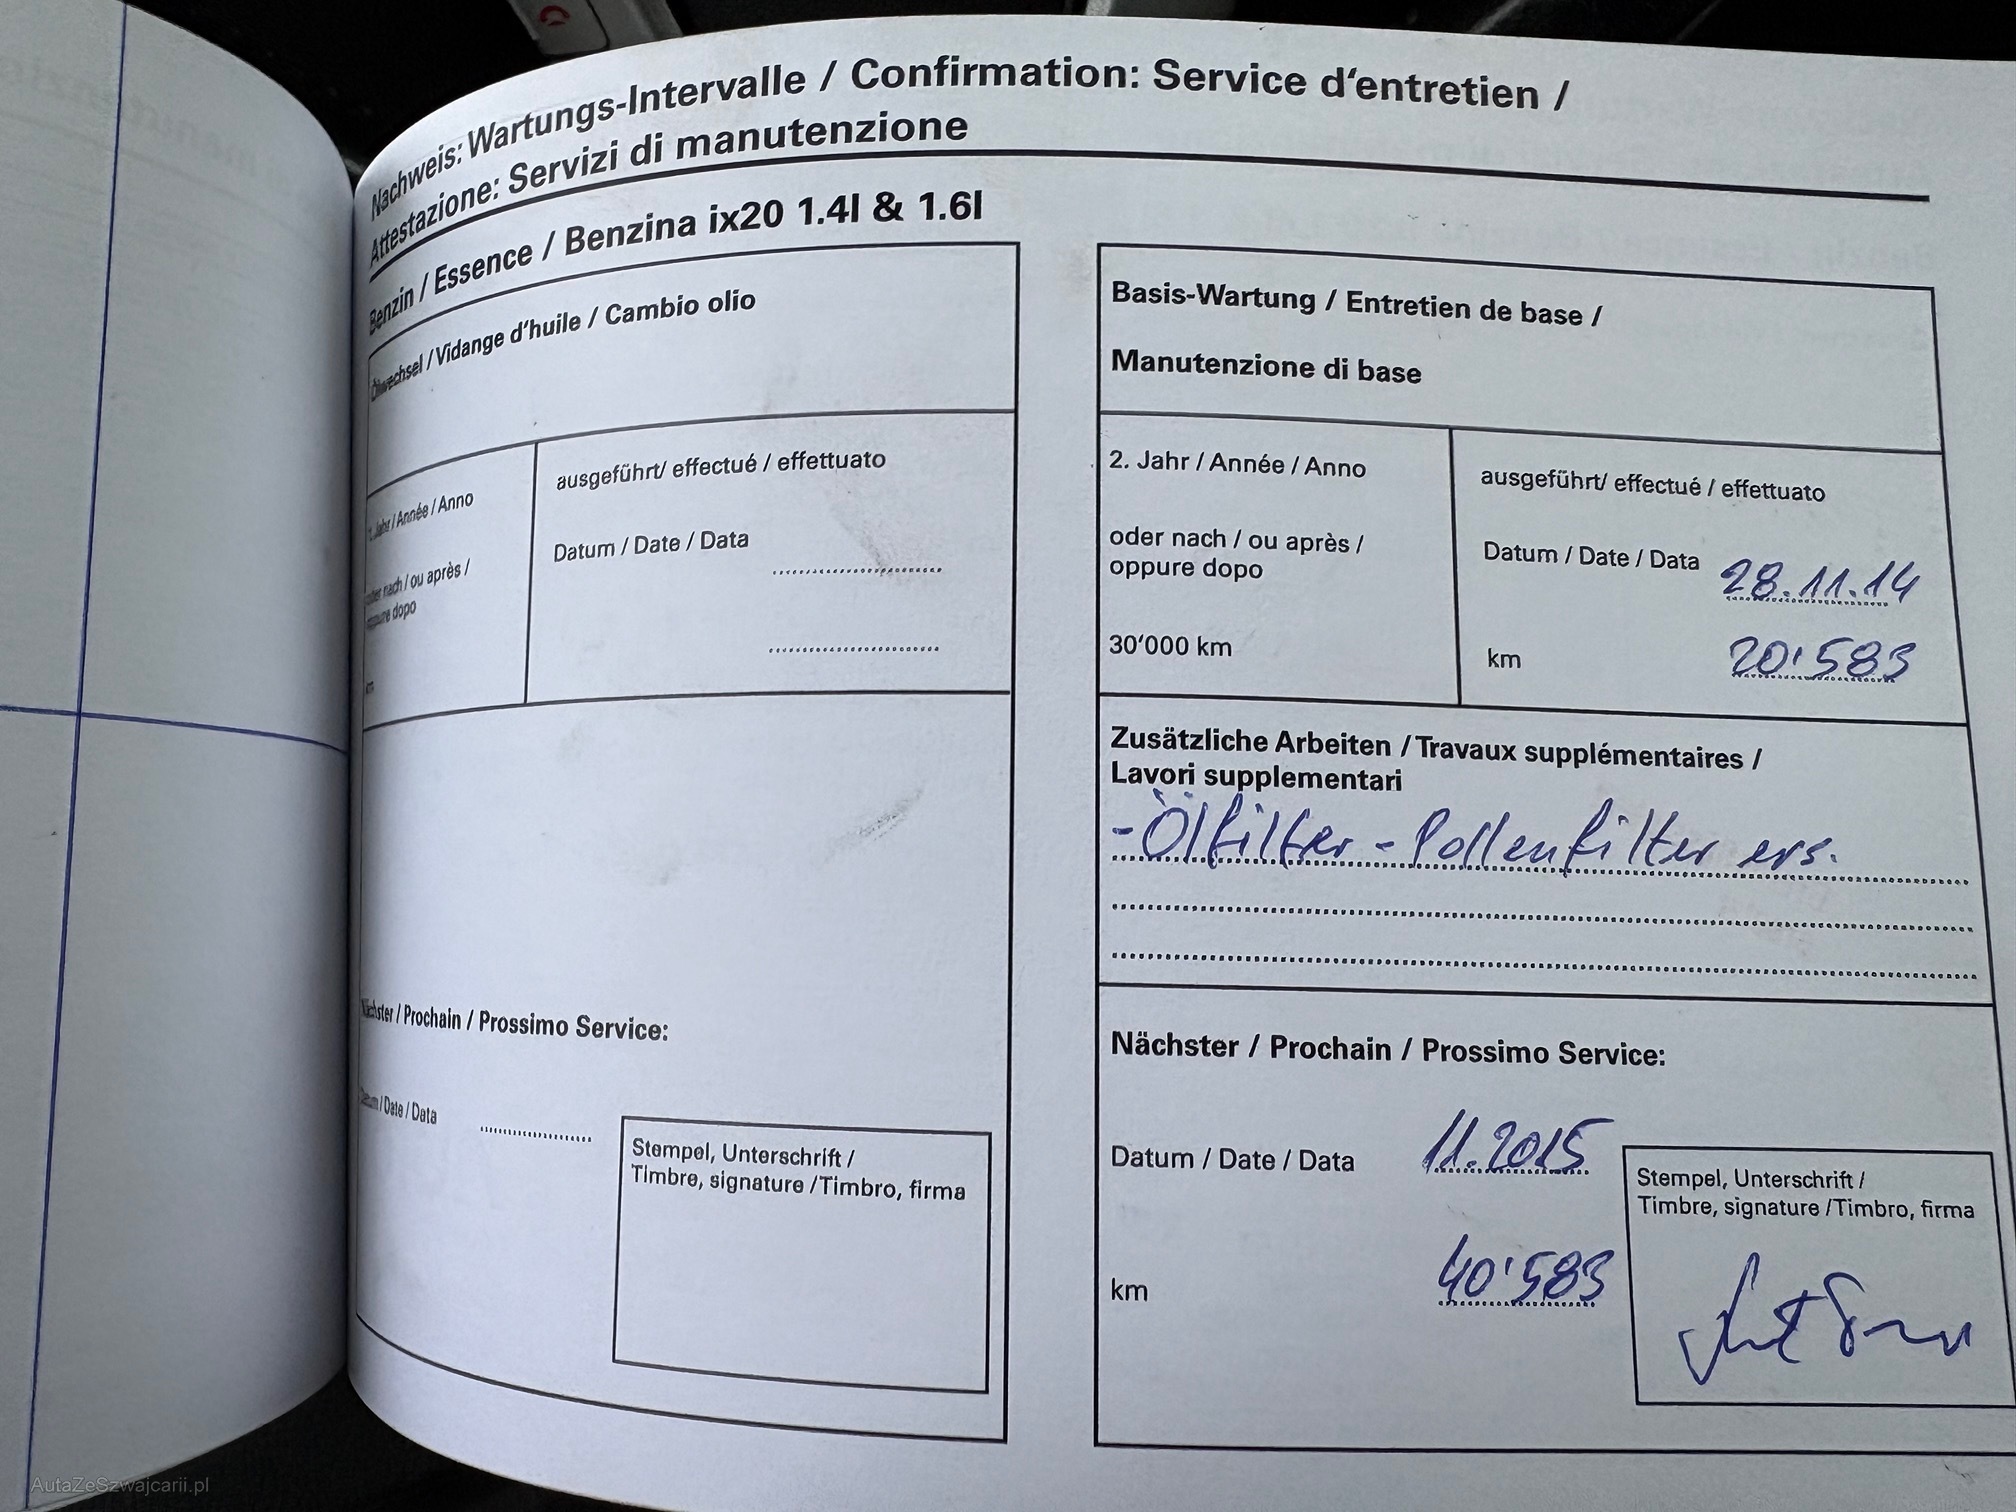 Nachweis: Wartungs-Intervalle / Confirmation: Service d'entretien /
Attestazione: Servizi di manutenzione
Benzin / Essence / Benzina ix20 1.4l & 1.6l
Ölwechsel / Vidange d'huile / Cambio olio
1. Jahr / Année / Anno
oder nach / ou après /
oppure dopo
km
ausgeführt/ effectué / effettuato
Datum / Date / Data
Nächster / Prochain / Prossimo Service:
Datum / Date / Data
Stempel, Unterschrift /
Timbre, signature /Timbro, firma
Basis-Wartung / Entretien de base /
Manutenzione di base
2. Jahr / Année / Anno
oder nach / ou après /
oppure dopo
30'000 km
ausgeführt/ effectué / effettuato
Datum / Date / Data 28.11.14
km 20'583
Zusätzliche Arbeiten / Travaux supplémentaires /
Lavori supplementari
- Ölfilter - Pollenfilter ers.
Nächster / Prochain / Prossimo Service:
Datum / Date / Data 11.2015
km 40'583
Stempel, Unterschrift /
Timbre, signature /Timbro, firma
AutaZeSzwajcarii.pl